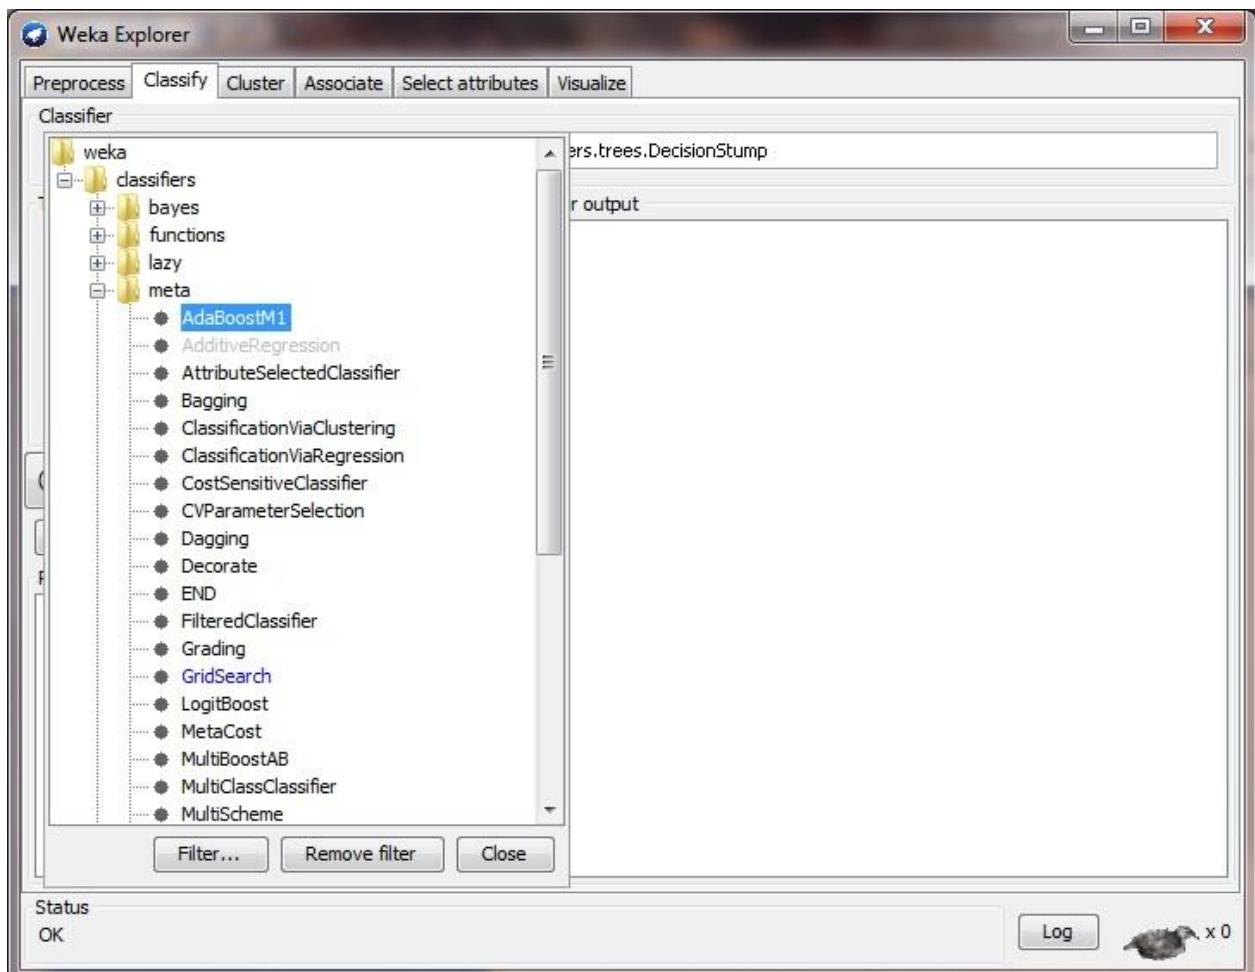 Weka Explorer
Preprocess Classify Cluster Associate Select attributes Visualize
Classifier
weka
ers.trees.DecisionStump
classifiers
bayes
r output
functions
lazy
meta
AdaBoostM1
AdditiveRegression
AttributeSelectedClassifier
Bagging
ClassificationViaClustering
ClassificationViaRegression
CostSensitiveClassifier
CVParameterSelection
Dagging
Decorate
END
FilteredClassifier
Grading
GridSearch
LogitBoost
MetaCost
MultiBoostAB
MultiClassClassifier
MultiScheme
Filter... Remove filter Close
Status
OK
Log
x 0